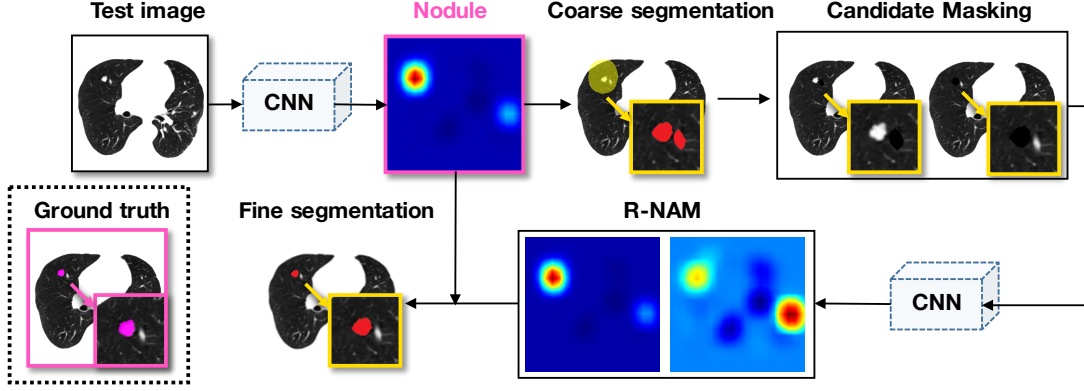 Test image
Nodule
Coarse segmentation
Candidate Masking
CNN
Ground truth
Fine segmentation
R-NAM
CNN